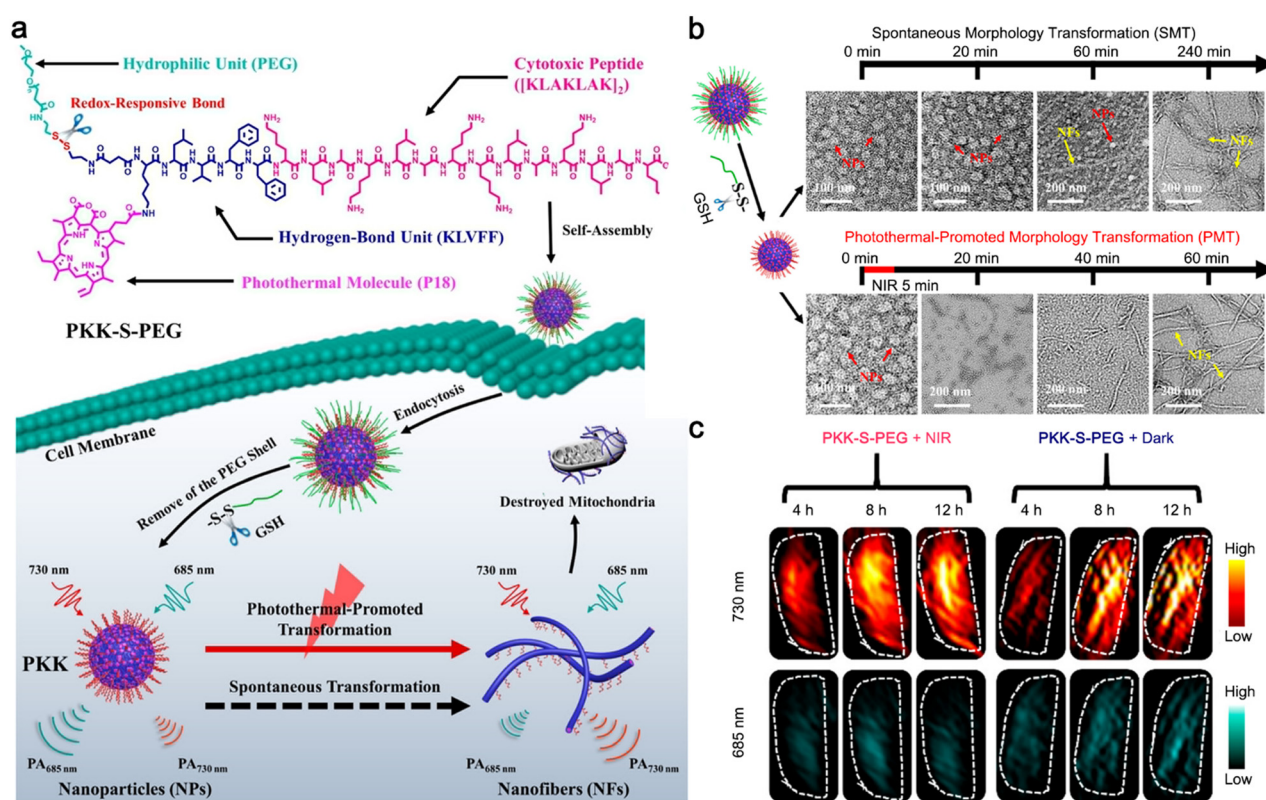 a
Hydrophilic Unit (PEG)
Redox-Responsive Bond
Cytotoxic Peptide
([KLAKLAK]₂)
Hydrogen-Bond Unit (KLVFF)
Self-Assembly
Photothermal Molecule (P18)
PKK-S-PEG
Cell Membrane
Endocytosis
Remove of the PEG Shell
-S-S-
GSH
Destroyed Mitochondria
730 nm
685 nm
730 nm
685 nm
Photothermal-Promoted
Transformation
PKK
Spontaneous Transformation
PA685 nm
PA730 nm
PA685 nm
PA730 nm
Nanoparticles (NPs)
Nanofibers (NFs)
b
Spontaneous Morphology Transformation (SMT)
0 min
20 min
60 min
240 min
NPs
NPs
NFs
NPs
NFs
100 nm
100 nm
200 nm
200 nm
-S-S-
GSH
Photothermal-Promoted Morphology Transformation (PMT)
0 min
20 min
40 min
60 min
NIR 5 min
NPs
NFs
200 nm
200 nm
200 nm
c
PKK-S-PEG + NIR
PKK-S-PEG + Dark
4 h
8 h
12 h
4 h
8 h
12 h
730 nm
High
Low
685 nm
High
Low